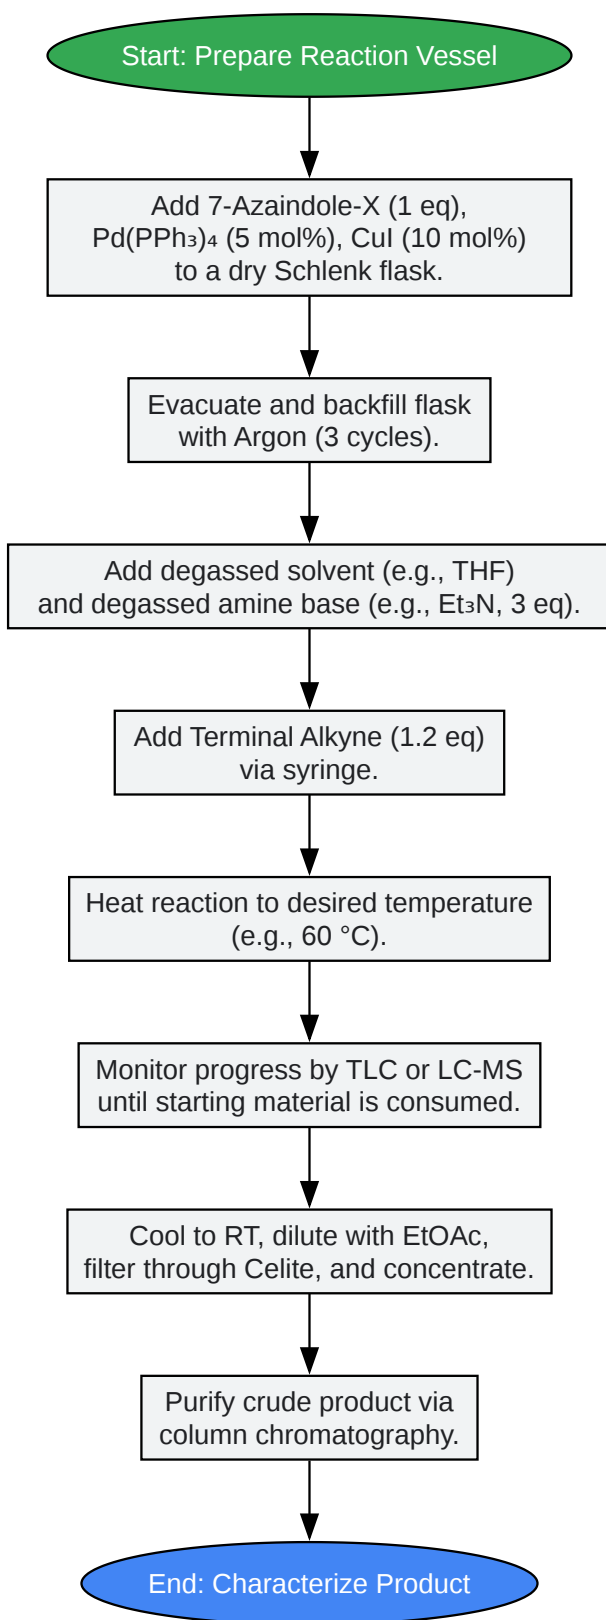 Start: Prepare Reaction Vessel
Add 7-Azaindole-X (1 eq),
Pd(PPh₃)₄ (5 mol%), CuI (10 mol%)
to a dry Schlenk flask.
Evacuate and backfill flask
with Argon (3 cycles).
Add degassed solvent (e.g., THF)
and degassed amine base (e.g., Et₃N, 3 eq).
Add Terminal Alkyne (1.2 eq)
via syringe.
Heat reaction to desired temperature
(e.g., 60 °C).
Monitor progress by TLC or LC-MS
until starting material is consumed.
Cool to RT, dilute with EtOAc,
filter through Celite, and concentrate.
Purify crude product via
column chromatography.
End: Characterize Product